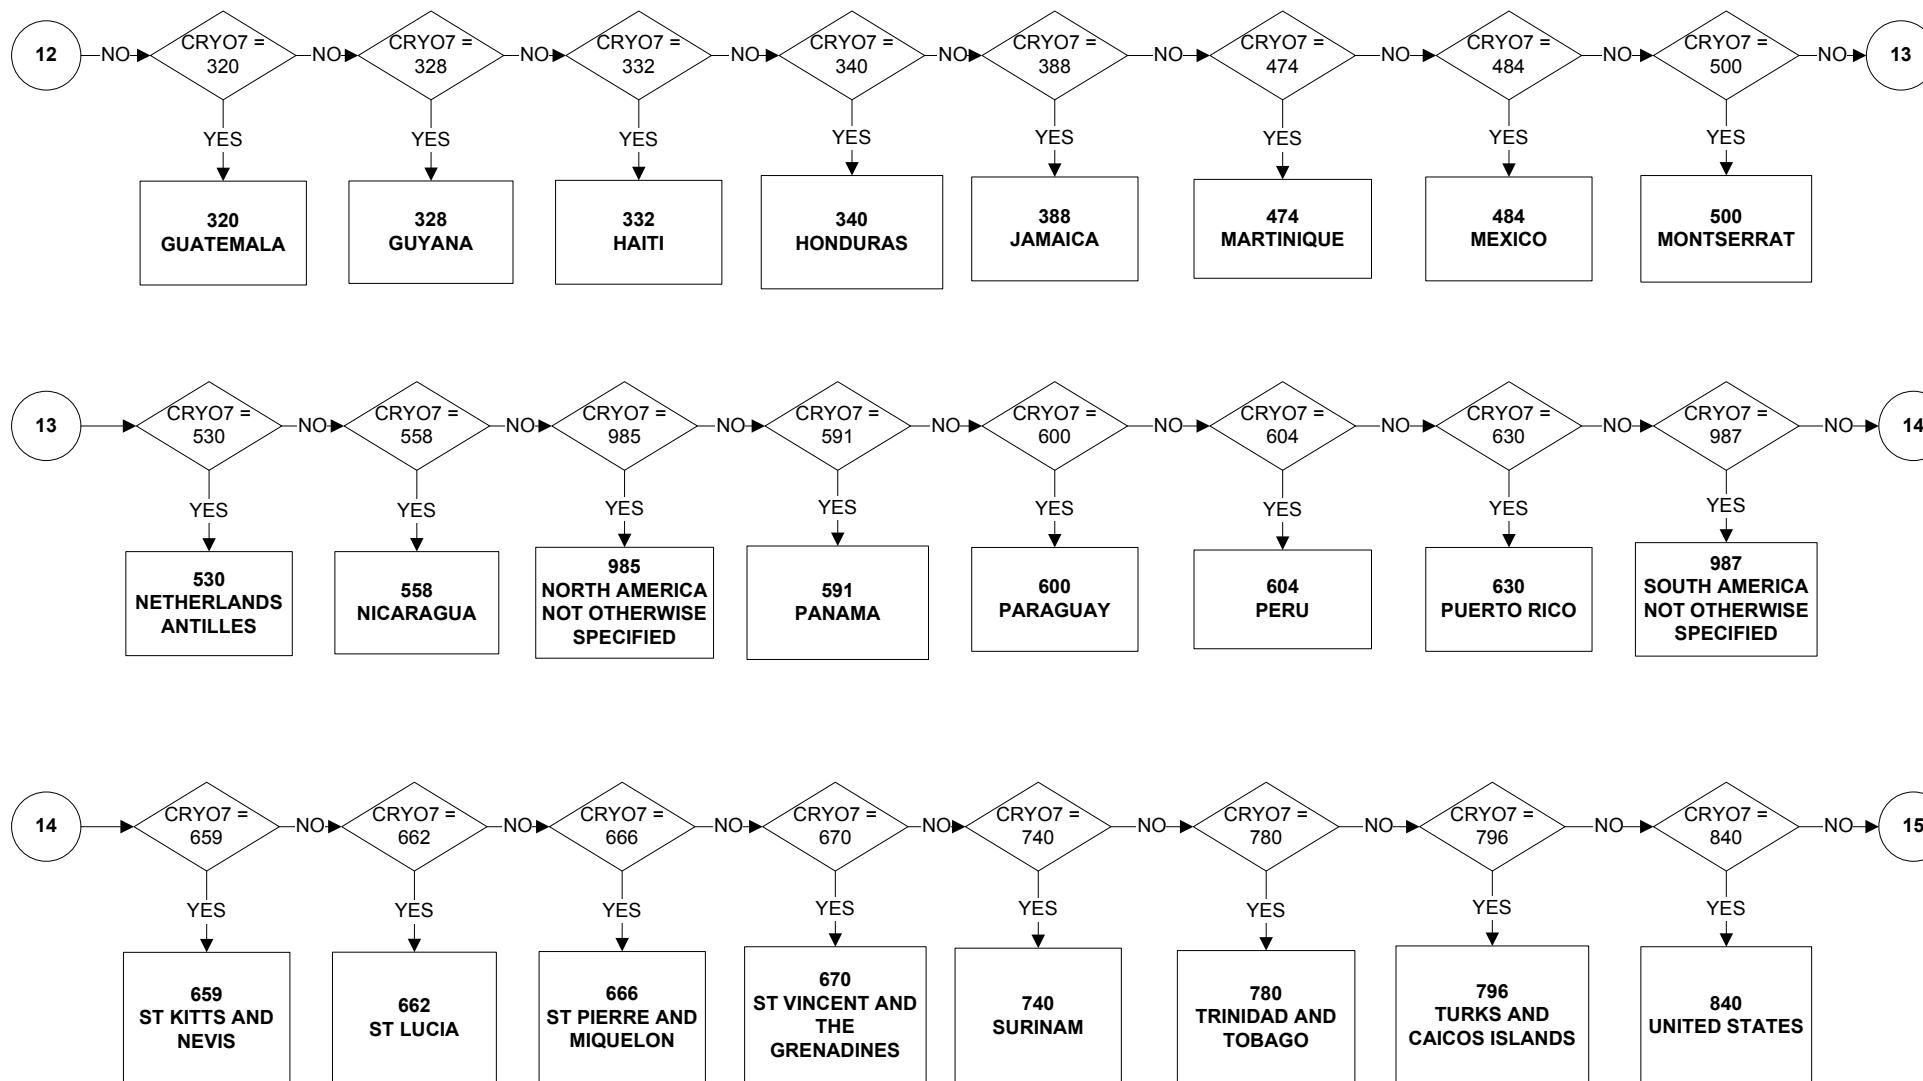 12
NO
CRYO7 =
320
NO
CRYO7 =
328
NO
CRYO7 =
332
NO
CRYO7 =
340
NO
CRYO7 =
388
NO
CRYO7 =
474
NO
CRYO7 =
484
NO
CRYO7 =
500
NO
13
YES
YES
YES
YES
YES
YES
YES
YES
320
GUATEMALA
328
GUYANA
332
HAITI
340
HONDURAS
388
JAMAICA
474
MARTINIQUE
484
MEXICO
500
MONTSERRAT
13
CRYO7 =
530
NO
CRYO7 =
558
NO
CRYO7 =
985
NO
CRYO7 =
591
NO
CRYO7 =
600
NO
CRYO7 =
604
NO
CRYO7 =
630
NO
CRYO7 =
987
NO
14
YES
YES
YES
YES
YES
YES
YES
YES
530
NETHERLANDS
ANTILLES
558
NICARAGUA
985
NORTH AMERICA
NOT OTHERWISE
SPECIFIED
591
PANAMA
600
PARAGUAY
604
PERU
630
PUERTO RICO
987
SOUTH AMERICA
NOT OTHERWISE
SPECIFIED
14
CRYO7 =
659
NO
CRYO7 =
662
NO
CRYO7 =
666
NO
CRYO7 =
670
NO
CRYO7 =
740
NO
CRYO7 =
780
NO
CRYO7 =
796
NO
CRYO7 =
840
NO
15
YES
YES
YES
YES
YES
YES
YES
YES
659
ST KITTS AND
NEVIS
662
ST LUCIA
666
ST PIERRE AND
MIQUELON
670
ST VINCENT AND
THE
GRENADINES
740
SURINAM
780
TRINIDAD AND
TOBAGO
796
TURKS AND
CAICOS ISLANDS
840
UNITED STATES